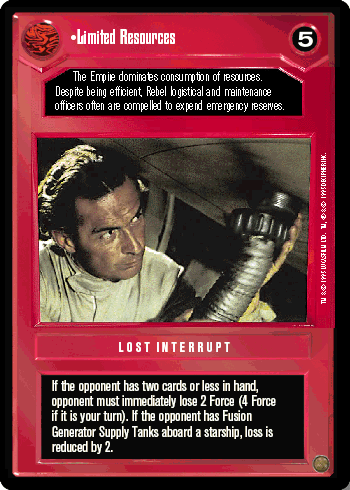 •Limited Resources
5
The Empire dominates consumption of resources.
Despite being efficient, Rebel logistical and maintenance
officers often are compelled to expend emergency reserves.
LOST INTERRUPT
If the opponent has two cards or less in hand,
opponent must immediately lose 2 Force (4 Force
if it is your turn). If the opponent has Fusion
Generator Supply Tanks aboard a starship, loss is
reduced by 2.